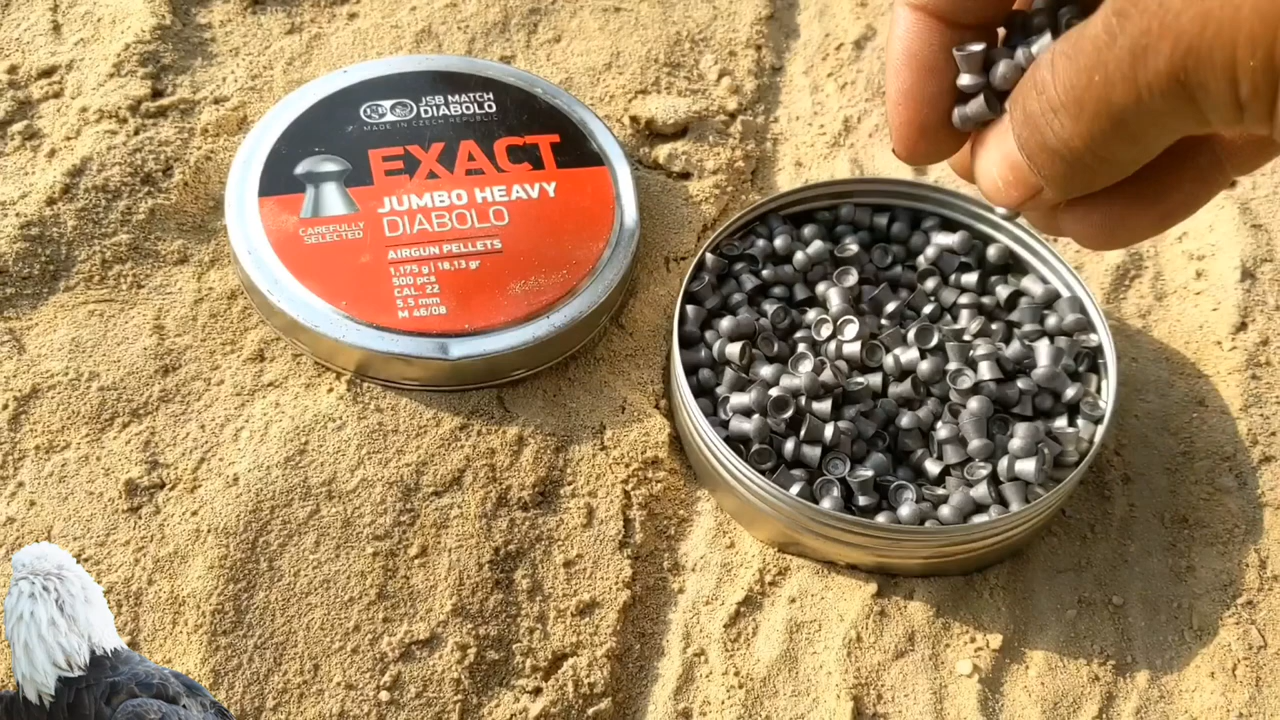 JSB
JSB MATCH
DIABOLO
MADE IN CZECH REPUBLIC
EXACT
JUMBO HEAVY
DIABOLO
CAREFULLY
SELECTED
AIRGUN PELLETS
1,175 g | 18,13 gr
500 pcs
CAL. 22
5.5 mm
M 46/08